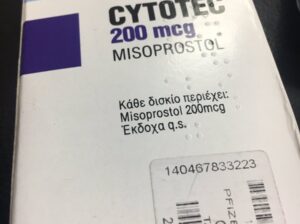 CYTOTEC
200 mcg
MISOPROSTOL
Κάθε δισκίο περιέχει:
Misoprostol 200mcg
Έκδοχα q.s.
140467833223